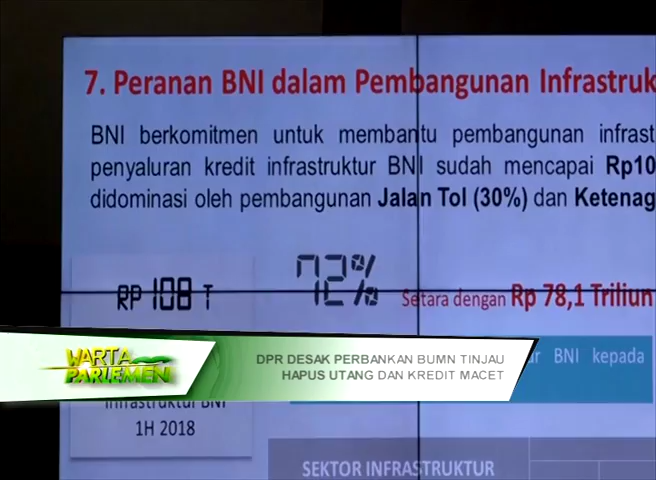 7. Peranan BNI dalam Pembangunan Infrastruk
BNI berkomitmen untuk membantu pembangunan infrast
penyaluran kredit infrastruktur BNI sudah mencapai Rp10
didominasi oleh pembangunan Jalan Tol (30%) dan Ketenag
RP 108 T
72%
Setara dengan Rp 78,1 Triliun
WARTA
PARLEMEN
DPR DESAK PERBANKAN BUMN TINJAU
HAPUS UTANG DAN KREDIT MACET
ur BNI kepada
Infrastruktur BNI
1H 2018
SEKTOR INFRASTRUKTUR